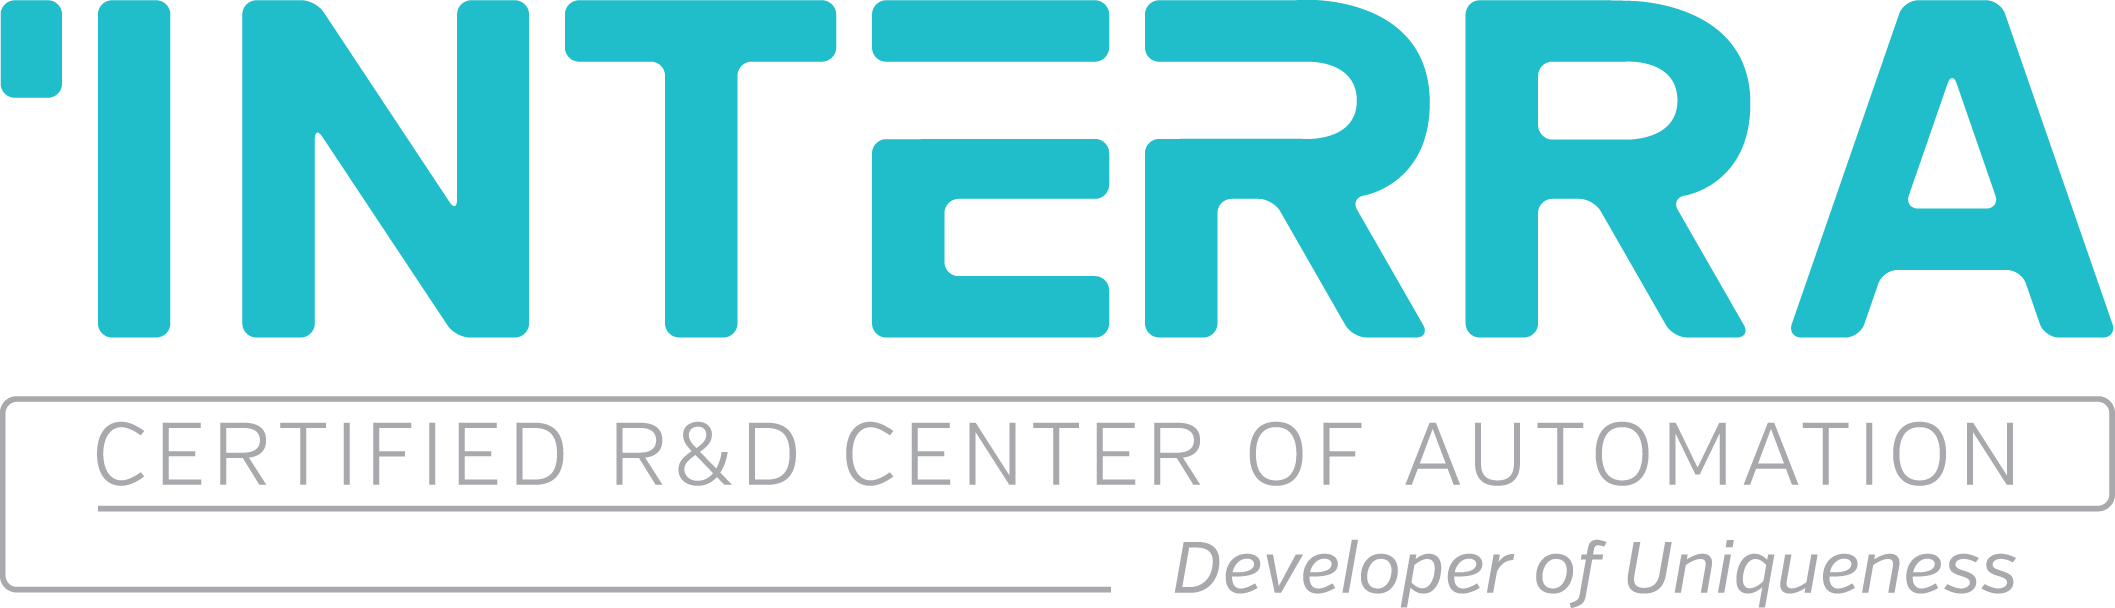 'INTERRA
CERTIFIED R&D CENTER OF AUTOMATION
Developer of Uniqueness